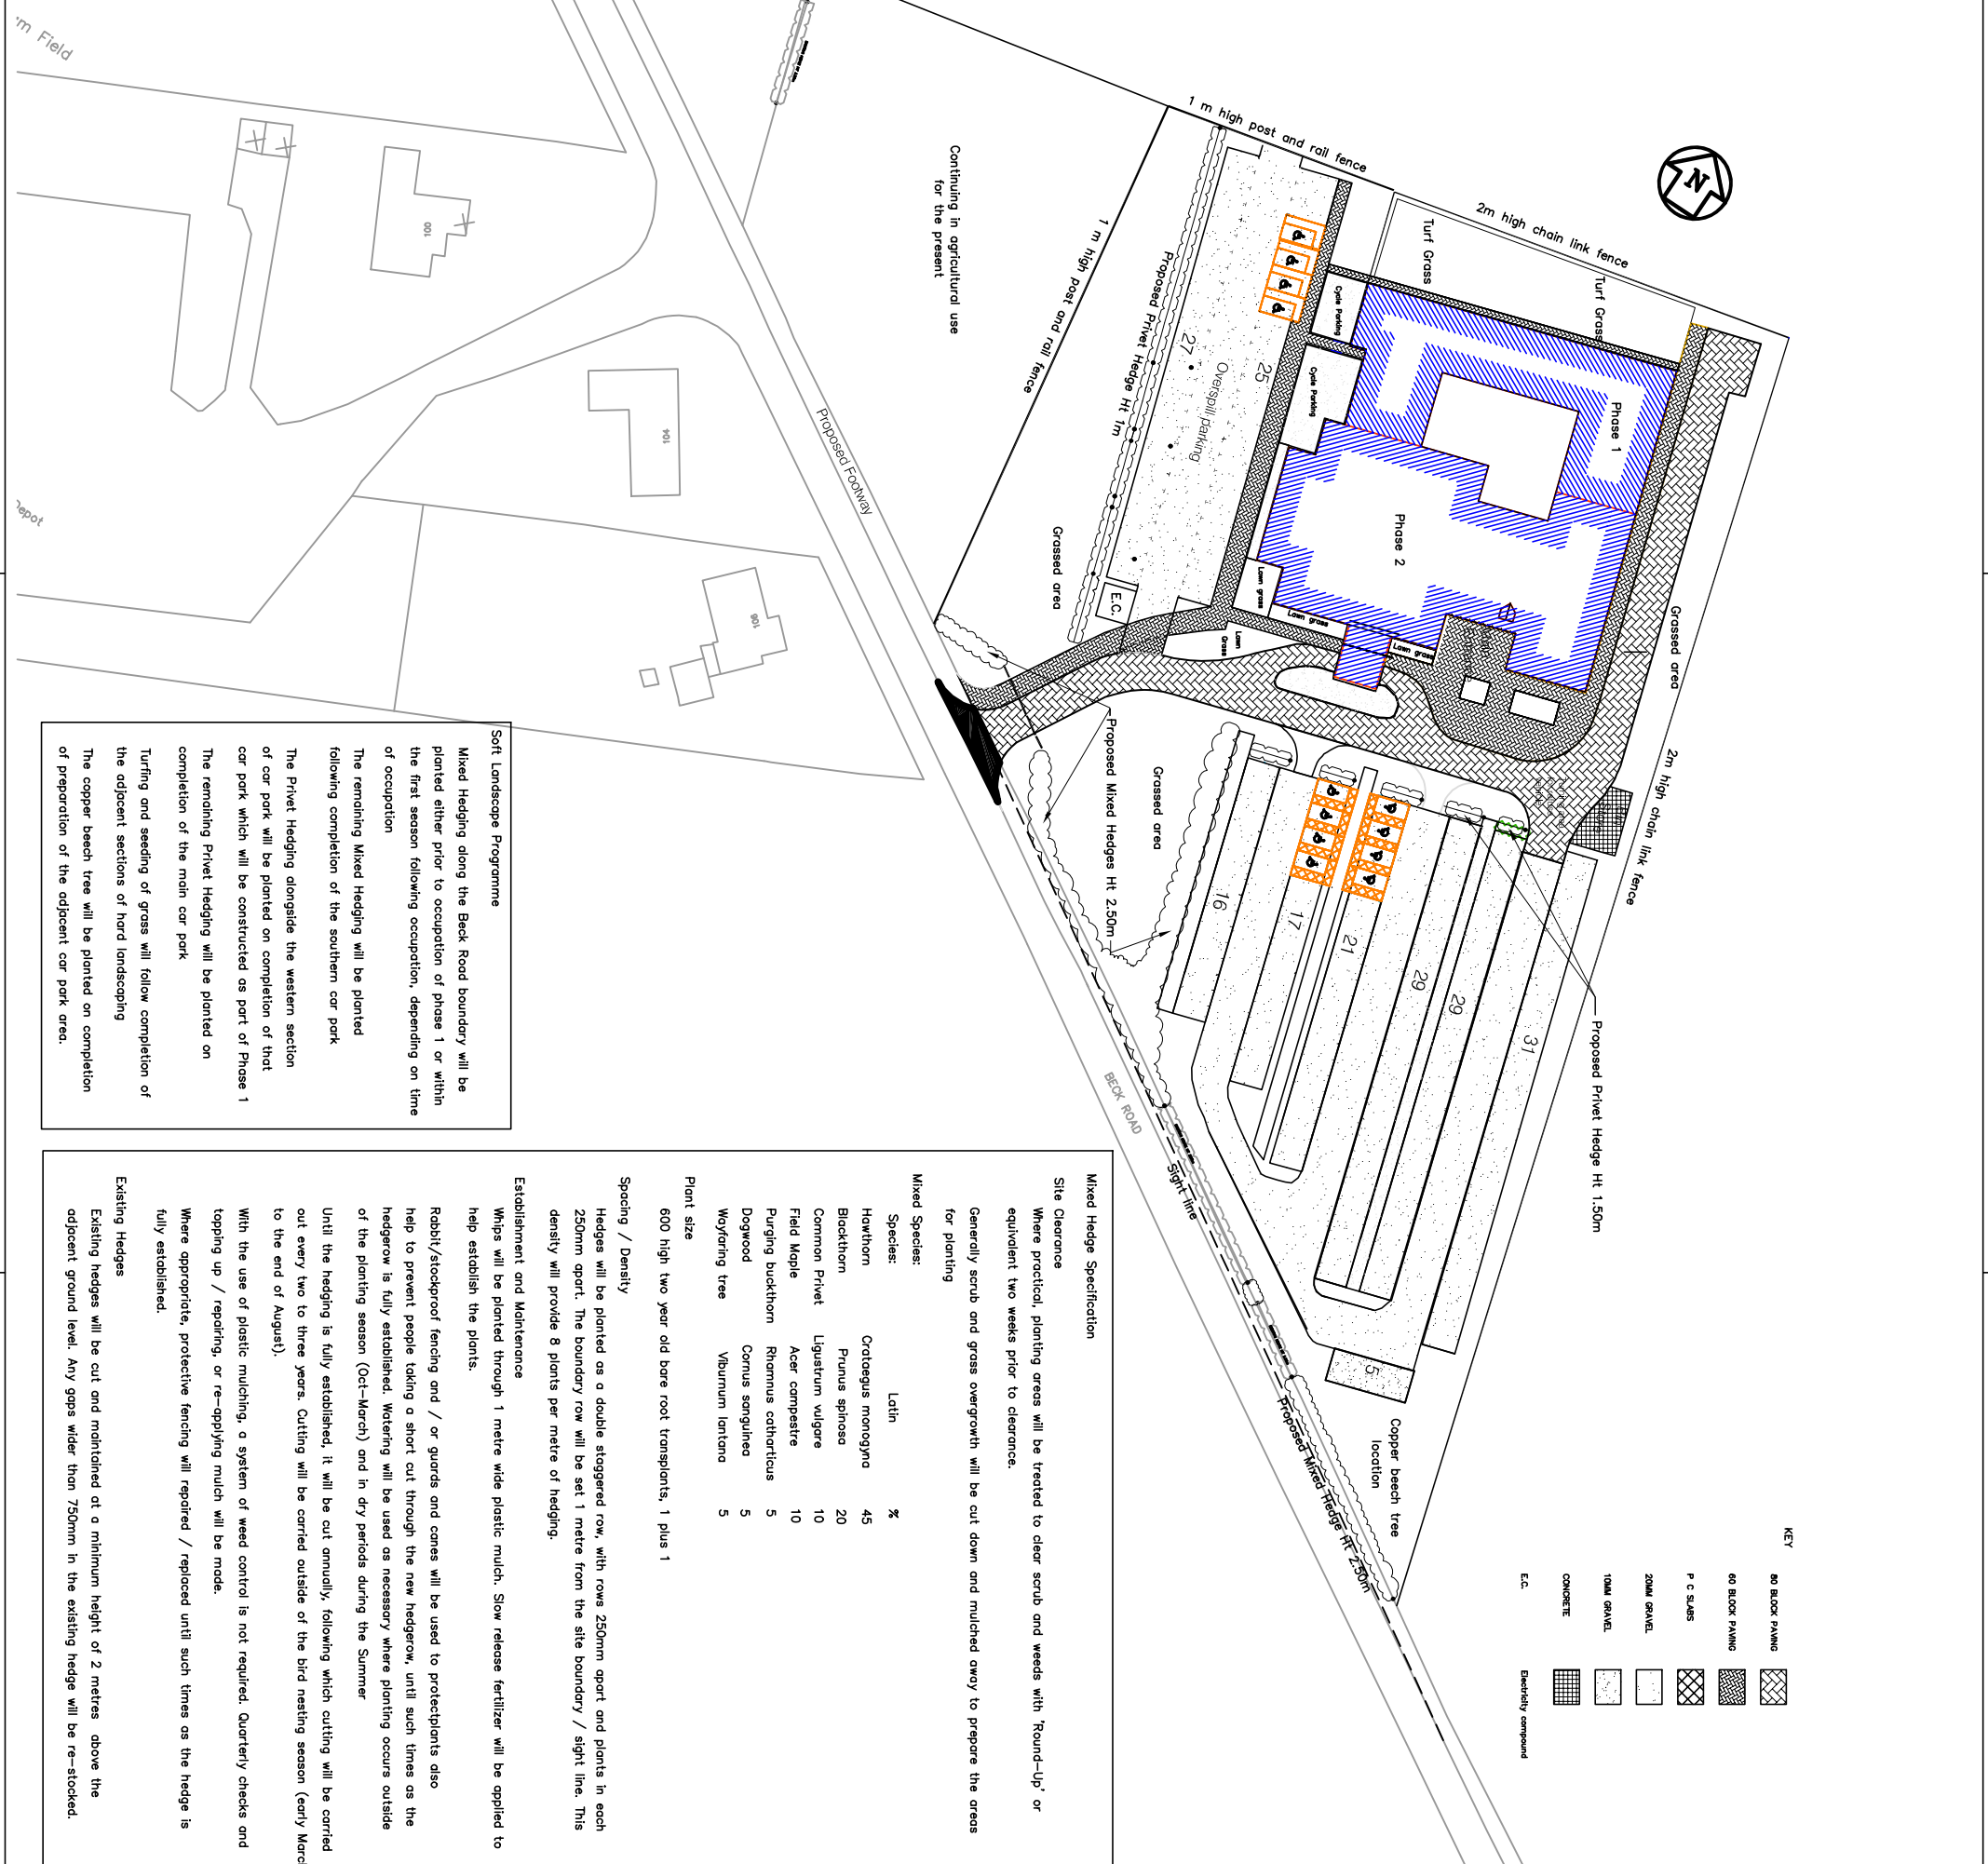 N
1 m high post and rail fence
2m high chain link fence
Turf Grass
Turf Grass
Continuing in agricultural use
for the present
1 m high post and rail fence
Proposed Privet Hedge Ht 1m
27
25
Overspill parking
Cycle Parking
Cycle Parking
Phase 1
Phase 2
Grassed area
Grassed area
E.C.
Lawn grass
Lawn grass
Lawn grass
Lawn
Grass
2m high chain link fence
Proposed Footway
100
104
106
Proposed Mixed Hedges Ht 2.50m
Grassed area
16
17
21
29
29
31
5
Proposed Privet Hedge Ht 1.50m
BECK ROAD
Sight line
Proposed Mixed Hedge Ht 2.50m
Copper beech tree
location
KEY
80 BLOCK PAVING
60 BLOCK PAVING
P C SLABS
20MM GRAVEL
10MM GRAVEL
CONCRETE
E.C. Electricity compound
Soft Landscape Programme
Mixed Hedging along the Beck Road boundary will be
planted either prior to occupation of phase 1 or within
the first season following occupation, depending on time
of occupation
The remaining Mixed Hedging will be planted
following completion of the southern car park
The Privet Hedging alongside the western section
of car park will be planted on completion of that
car park which will be constructed as part of Phase 1
The remaining Privet Hedging will be planted on
completion of the main car park
Turfing and seeding of grass will follow completion of
the adjacent sections of hard landscaping
The copper beech tree will be planted on completion
of preparation of the adjacent car park area.
Mixed Hedge Specification
Site Clearance
Where practical, planting areas will be treated to clear scrub and weeds with 'Round-Up' or
equivalent two weeks prior to clearance.
Generally scrub and grass overgrowth will be cut down and mulched away to prepare the areas
for planting
Mixed Species:
Species: Latin %
Hawthorn Crataegus monogyna 45
Blackthorn Prunus spinosa 20
Common Privet Ligustrum vulgare 10
Field Maple Acer campestre 10
Purging buckthorn Rhamnus catharticus 5
Dogwood Cornus sanguinea 5
Wayfaring tree Viburnum lantana 5
Plant size
600 high two year old bare root transplants, 1 plus 1
Spacing / Density
Hedges will be planted as a double staggered row, with rows 250mm apart and plants in each
250mm apart. The boundary row will be set 1 metre from the site boundary / sight line. This
density will provide 8 plants per metre of hedging.
Establishment and Maintenance
Whips will be planted through 1 metre wide plastic mulch. Slow release fertilizer will be applied to
help establish the plants.
Rabbit/stockproof fencing and / or guards and canes will be used to protectplants also
help to prevent people taking a short cut through the new hedgerow, until such times as the
hedgerow is fully established. Watering will be used as necessary where planting occurs outside
of the planting season (Oct-March) and in dry periods during the Summer
Until the hedging is fully established, it will be cut annually, following which cutting will be carried
out every two to three years. Cutting will be carried outside of the bird nesting season (early March
to the end of August).
With the use of plastic mulching, a system of weed control is not required. Quarterly checks and
topping up / repairing, or re-applying mulch will be made.
Where appropriate, protective fencing will repaired / replaced until such times as the hedge is
fully established.
Existing Hedges
Existing hedges will be cut and maintained at a minimum height of 2 metres above the
adjacent ground level. Any gaps wider than 750mm in the existing hedge will be re-stocked.
m Field